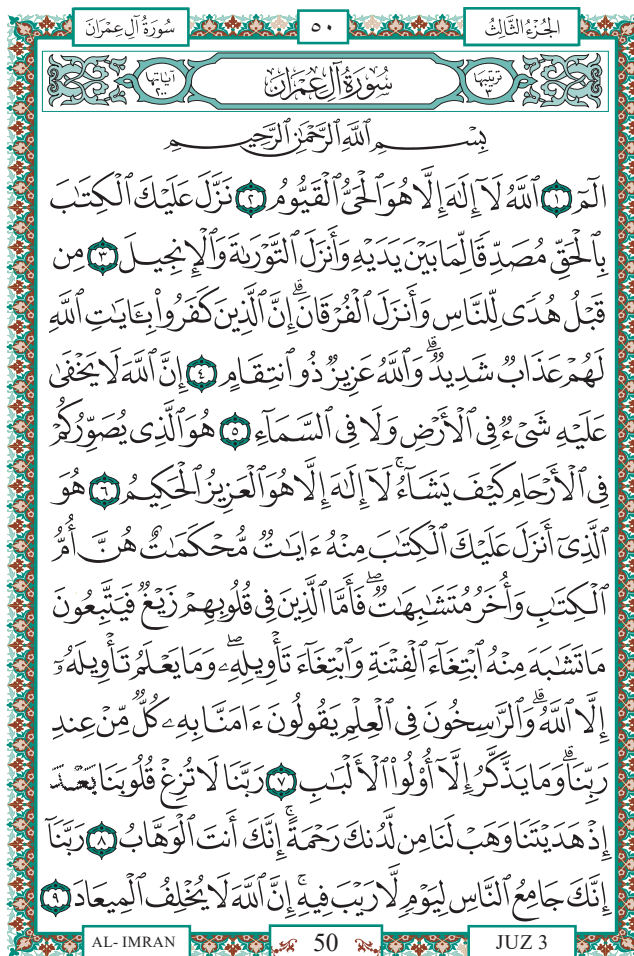 سُورَةُ آلِ عِمْرَانَ ٥٠ الجُزْءُ الثَّالِثُ
آيَاتُهَا ٢٠٠ سُورَةُ آلِ عِمْرَانَ تَرْتِيبُهَا ٣
بِسْمِ ٱللَّهِ ٱلرَّحْمَٰنِ ٱلرَّحِيمِ
الٓمٓ ١ ٱللَّهُ لَآ إِلَٰهَ إِلَّا هُوَ ٱلْحَىُّ ٱلْقَيُّومُ ٢ نَزَّلَ عَلَيْكَ ٱلْكِتَٰبَ
بِٱلْحَقِّ مُصَدِّقًا لِّمَا بَيْنَ يَدَيْهِ وَأَنزَلَ ٱلتَّوْرَىٰةَ وَٱلْإِنجِيلَ ٣ مِن
قَبْلُ هُدًى لِّلنَّاسِ وَأَنزَلَ ٱلْفُرْقَانَ ۗ إِنَّ ٱلَّذِينَ كَفَرُوا۟ بِـَٔايَٰتِ ٱللَّهِ
لَهُمْ عَذَابٌ شَدِيدٌ ۗ وَٱللَّهُ عَزِيزٌ ذُو ٱنتِقَامٍ ٤ إِنَّ ٱللَّهَ لَا يَخْفَىٰ
عَلَيْهِ شَىْءٌ فِى ٱلْأَرْضِ وَلَا فِى ٱلسَّمَآءِ ٥ هُوَ ٱلَّذِى يُصَوِّرُكُمْ
فِى ٱلْأَرْحَامِ كَيْفَ يَشَآءُ ۚ لَآ إِلَٰهَ إِلَّا هُوَ ٱلْعَزِيزُ ٱلْحَكِيمُ ٦ هُوَ
ٱلَّذِىٓ أَنزَلَ عَلَيْكَ ٱلْكِتَٰبَ مِنْهُ ءَايَٰتٌ مُّحْكَمَٰتٌ هُنَّ أُمُّ
ٱلْكِتَٰبِ وَأُخَرُ مُتَشَٰبِهَٰتٌ ۖ فَأَمَّا ٱلَّذِينَ فِى قُلُوبِهِمْ زَيْغٌ فَيَتَّبِعُونَ
مَا تَشَٰبَهَ مِنْهُ ٱبْتِغَآءَ ٱلْفِتْنَةِ وَٱبْتِغَآءَ تَأْوِيلِهِۦ ۖ وَمَا يَعْلَمُ تَأْوِيلَهُۥٓ
إِلَّا ٱللَّهُ ۗ وَٱلرَّٰسِخُونَ فِى ٱلْعِلْمِ يَقُولُونَ ءَامَنَّا بِهِۦ كُلٌّ مِّنْ عِندِ
رَبِّنَا ۗ وَمَا يَذَّكَّرُ إِلَّآ أُو۟لُوا۟ ٱلْأَلْبَٰبِ ٧ رَبَّنَا لَا تُزِغْ قُلُوبَنَا بَعْدَ
إِذْ هَدَيْتَنَا وَهَبْ لَنَا مِن لَّدُنكَ رَحْمَةً ۚ إِنَّكَ أَنتَ ٱلْوَهَّابُ ٨ رَبَّنَآ
إِنَّكَ جَامِعُ ٱلنَّاسِ لِيَوْمٍ لَّا رَيْبَ فِيهِ ۚ إِنَّ ٱللَّهَ لَا يُخْلِفُ ٱلْمِيعَادَ ٩
AL- IMRAN 50 JUZ 3